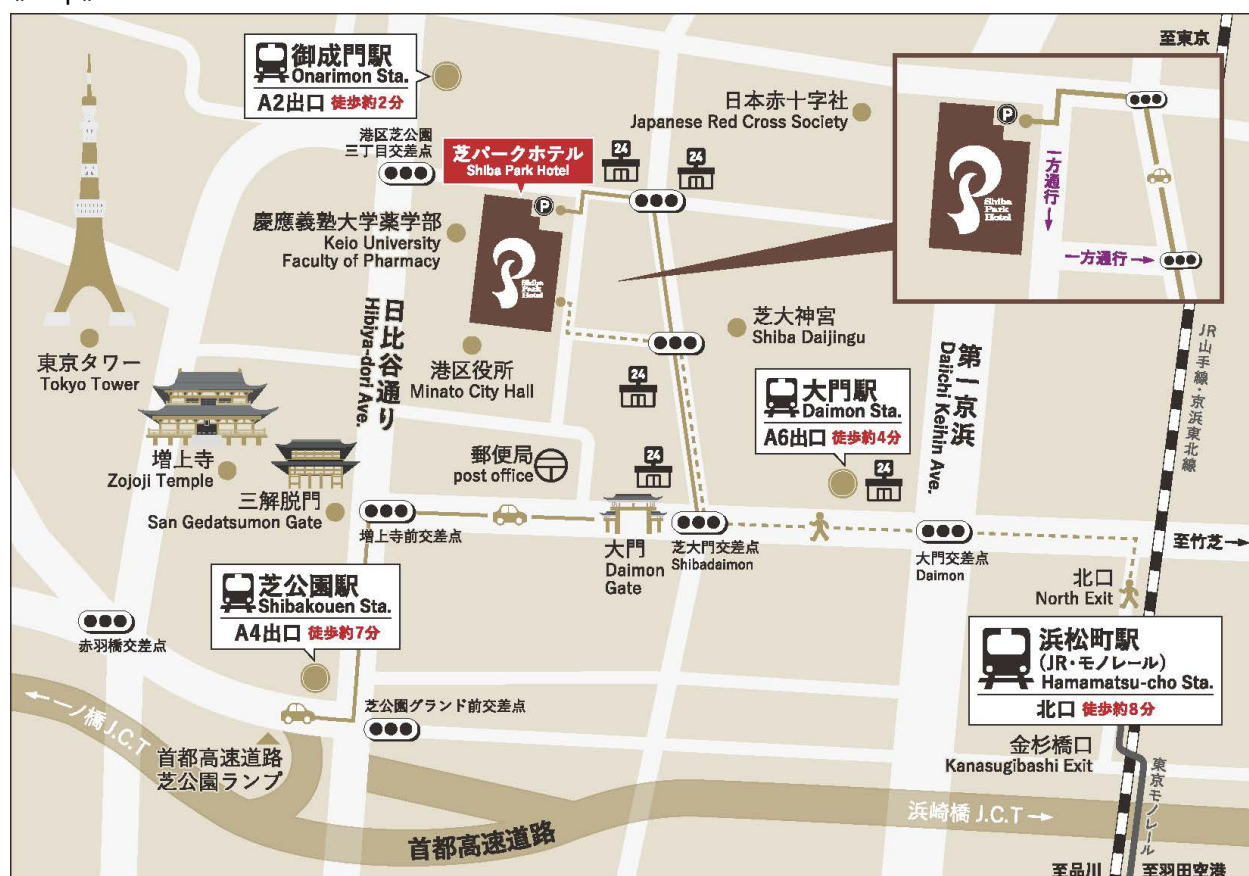 御成門駅
Onarimon Sta.
A2出口 徒歩約2分
至東京
日本赤十字社
Japanese Red Cross Society
港区芝公園
三丁目交差点
芝パークホテル
Shiba Park Hotel
24
24
P
P
一方通行→
Shiba
Park
Hotel
一方通行→
慶應義塾大学薬学部
Keio University
Faculty of Pharmacy
Shiba
Park
Hotel
日比谷通り
Hibiya-dori Ave.
芝大神宮
Shiba Daijingu
第一京浜
Daiichi Keihin Ave.
JR山手線・京浜東北線
東京タワー
Tokyo Tower
港区役所
Minato City Hall
24
大門駅
Daimon Sta.
A6出口 徒歩約4分
増上寺
Zojoji Temple
郵便局
post office
24
24
三解脱門
San Gedatsumon Gate
増上寺前交差点
大門
Daimon
Gate
芝大門交差点
Shibadaimon
大門交差点
Daimon
至竹芝→
北口
North Exit
芝公園駅
Shibakouen Sta.
A4出口 徒歩約7分
赤羽橋交差点
浜松町駅
(JR・モノレール)
Hamamatsu-cho Sta.
北口 徒歩約8分
芝公園グランド前交差点
←一ノ橋J.C.T
首都高速道路
芝公園ランプ
金杉橋口
Kanasugibashi Exit
東京モノレール
浜崎橋J.C.T→
首都高速道路
至品川
至羽田空港